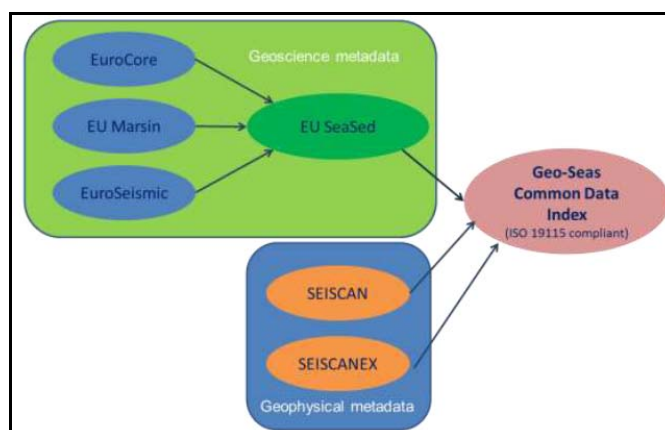 EuroCore
Geoscience metadata
EU Marsin
EU SeaSed
EuroSeismic
Geo-Seas
Common Data
Index
(ISO 19115 compliant)
SEISCAN
SEISCANEX
Geophysical metadata